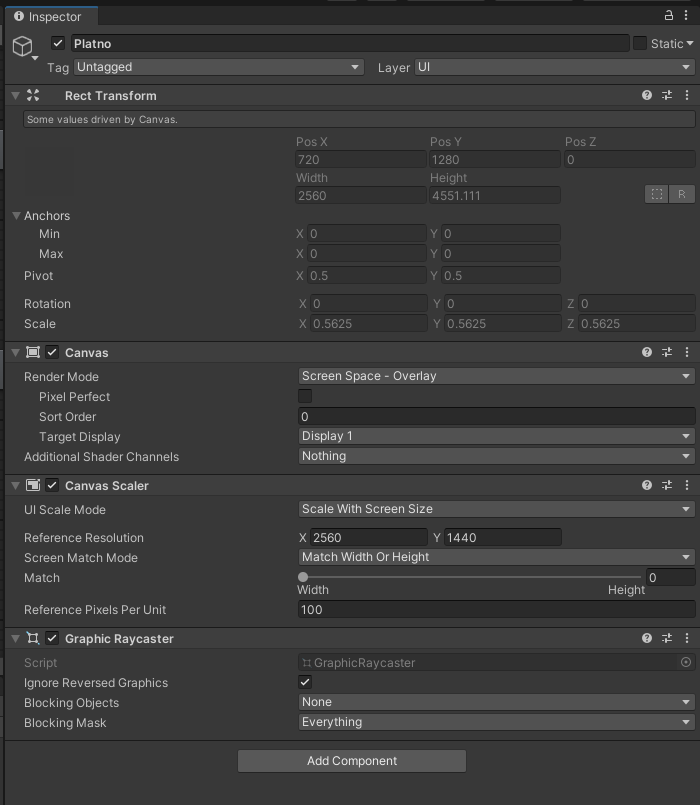 Inspector
Platno
Static
Tag Untagged Layer UI
Rect Transform
Some values driven by Canvas.
Pos X Pos Y Pos Z
720 1280 0
Width Height
2560 4551.111 R
Anchors
Min X 0 Y 0
Max X 0 Y 0
Pivot X 0.5 Y 0.5
Rotation X 0 Y 0 Z 0
Scale X 0.5625 Y 0.5625 Z 0.5625
Canvas
Render Mode Screen Space - Overlay
Pixel Perfect
Sort Order 0
Target Display Display 1
Additional Shader Channels Nothing
Canvas Scaler
UI Scale Mode Scale With Screen Size
Reference Resolution X 2560 Y 1440
Screen Match Mode Match Width Or Height
Match 0
Width Height
Reference Pixels Per Unit 100
Graphic Raycaster
Script GraphicRaycaster
Ignore Reversed Graphics
Blocking Objects None
Blocking Mask Everything
Add Component